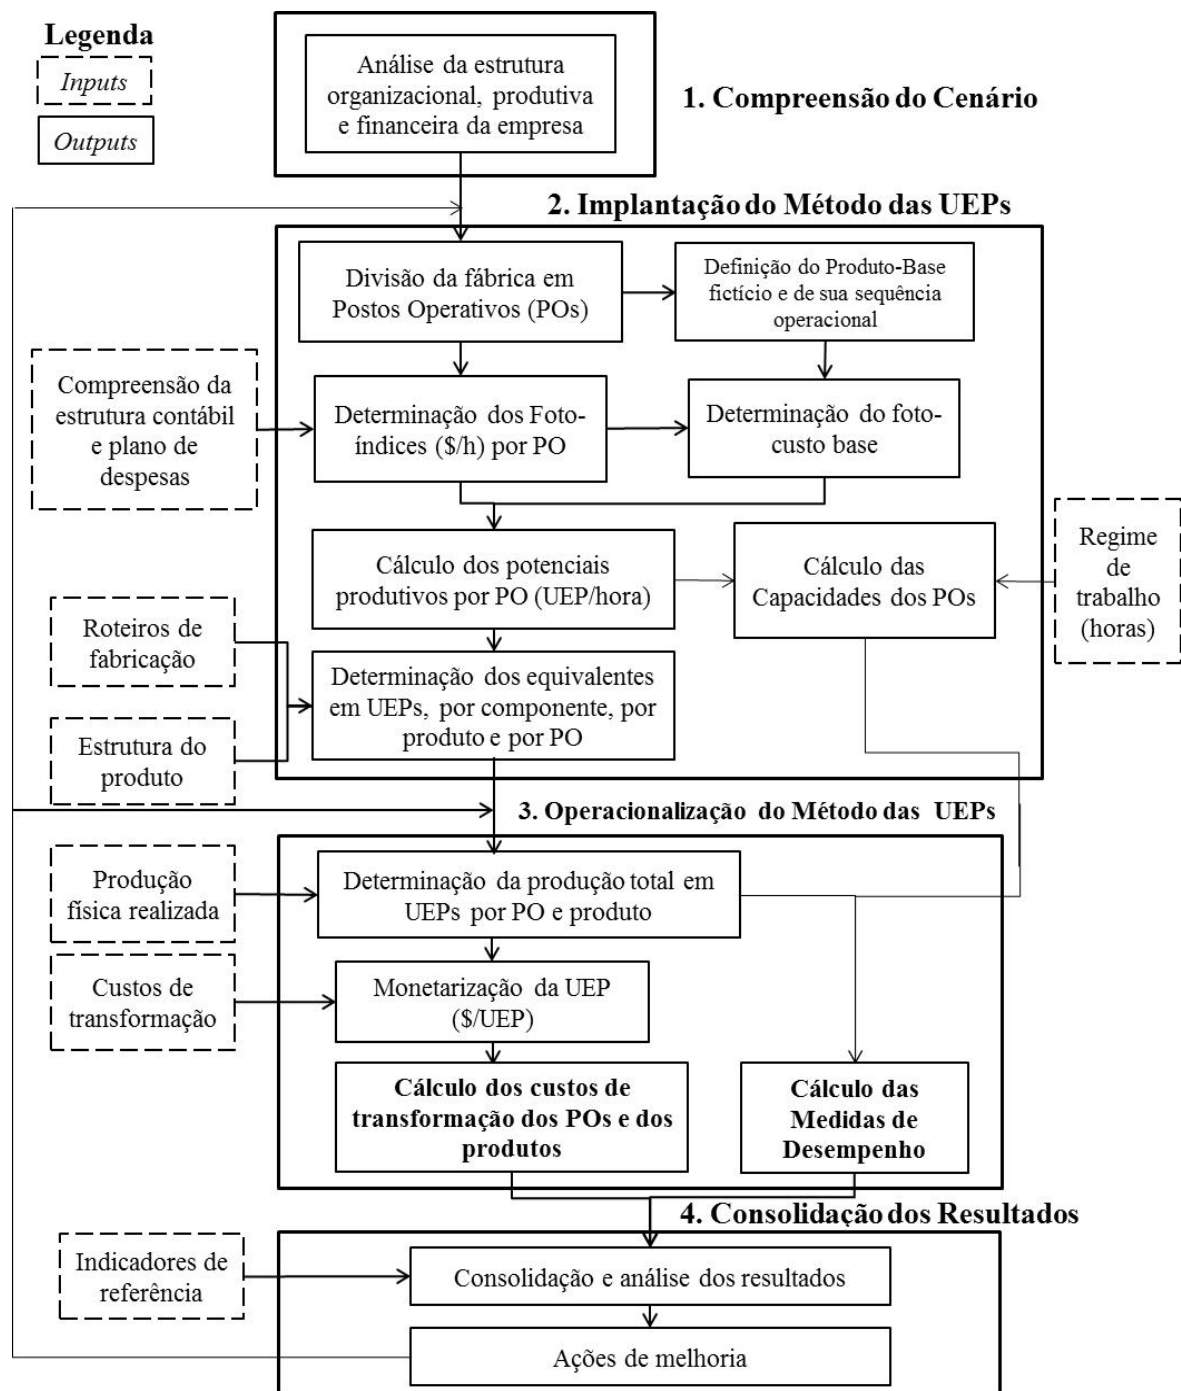 Legenda
Inputs
Outputs
Análise da estrutura
organizacional, produtiva
e financeira da empresa
1. Compreensão do Cenário
2. Implantação do Método das UEPs
Divisão da fábrica em
Postos Operativos (POs)
Definição do Produto-Base
fictício e de sua sequência
operacional
Compreensão da
estrutura contábil
e plano de
despesas
Determinação dos Foto-
índices ($/h) por PO
Determinação do foto-
custo base
Cálculo dos potenciais
produtivos por PO (UEP/hora)
Cálculo das
Capacidades dos POs
Regime
de
trabalho
(horas)
Roteiros de
fabricação
Determinação dos equivalentes
em UEPs, por componente, por
produto e por PO
Estrutura do
produto
3. Operacionalização do Método das UEPs
Produção
física realizada
Determinação da produção total em
UEPs por PO e produto
Custos de
transformação
Monetarização da UEP
($/UEP)
Cálculo dos custos de
transformação dos POs e dos
produtos
Cálculo das
Medidas de
Desempenho
4. Consolidação dos Resultados
Indicadores de
referência
Consolidação e análise dos resultados
Ações de melhoria